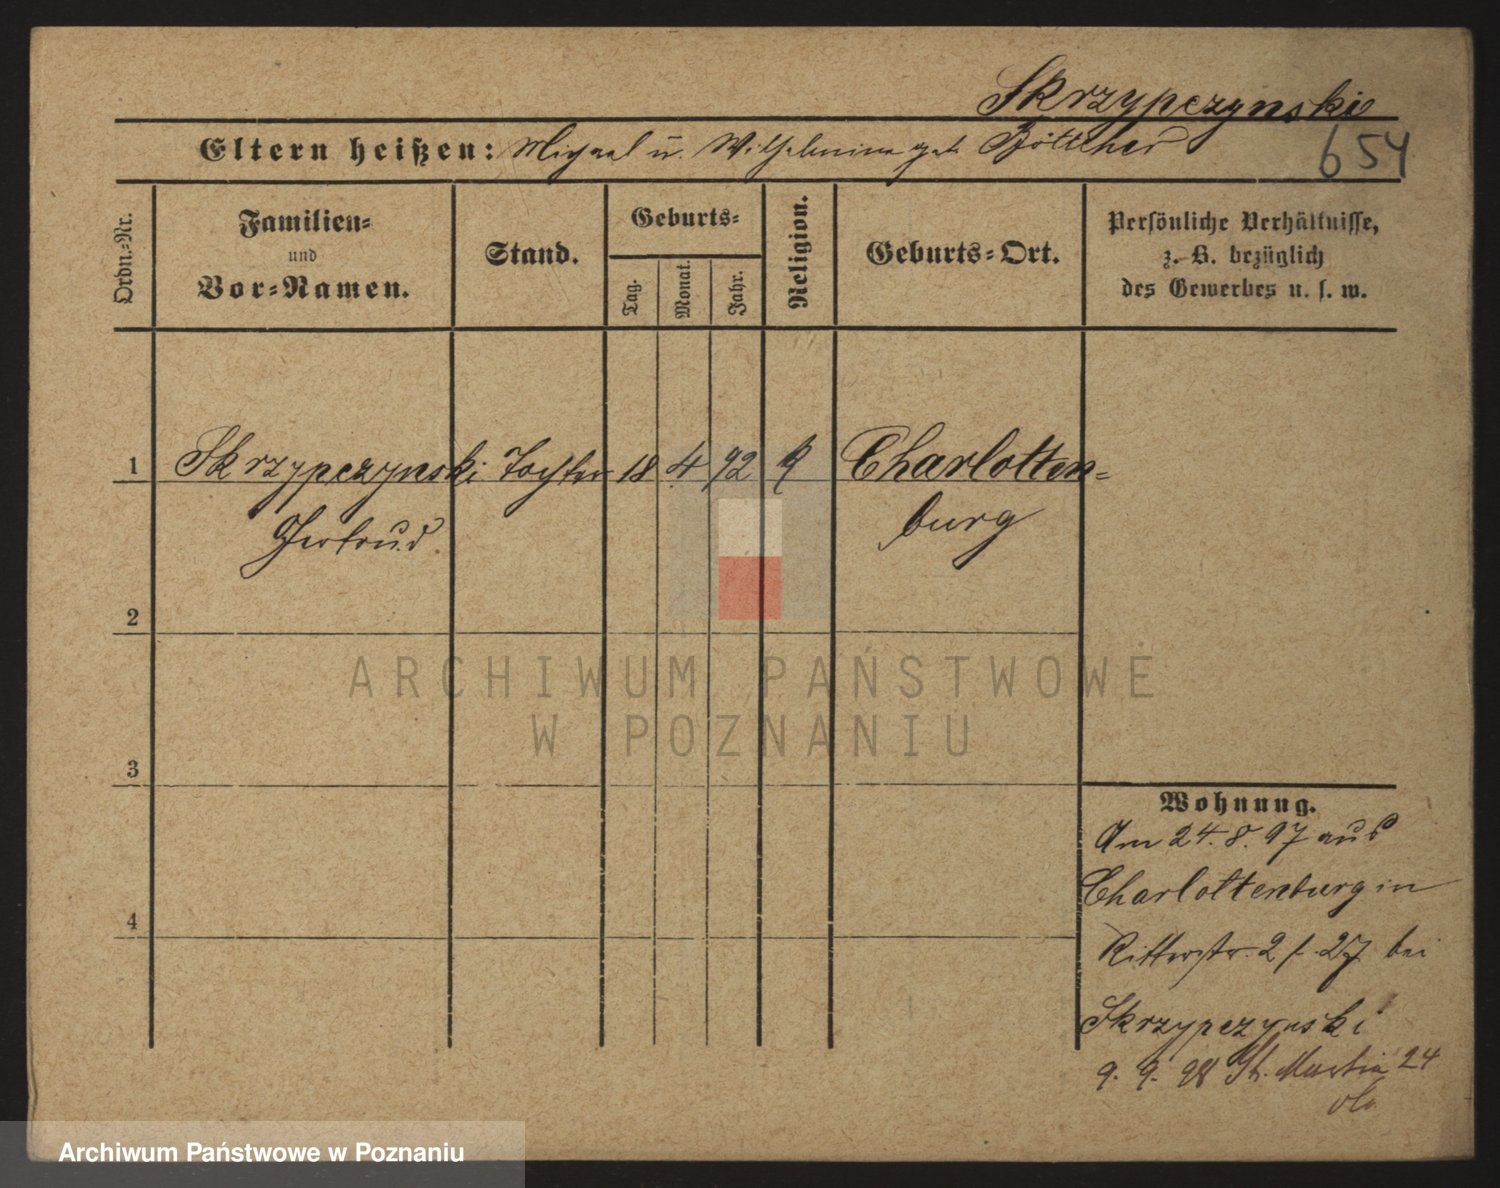 Skrzypczynski
Eltern heißen: Michael u. Wilhelmine geb. Böttcher
654
Ordn.-Nr.
Familien-
und
Vor-Namen.
Stand.
Geburts-
Tag.
Monat.
Jahr.
Religion.
Geburts-Ort.
Persönliche Verhältnisse,
z. B. bezüglich
des Gewerbes u. s. w.
1 Skrzypczynski Tochter 18 4 92 k Charlotten-
Gertrud burg
2
3
4
Wohnung.
Am 24.8.97 aus
Charlottenburg in
Ritterstr. 2 / 27 bei
Skrzypczynski
9. 9. 98 St. Martin 24
ARCHIWUM PAŃSTWOWE
W POZNANIU
Archiwum Państwowe w Poznaniu